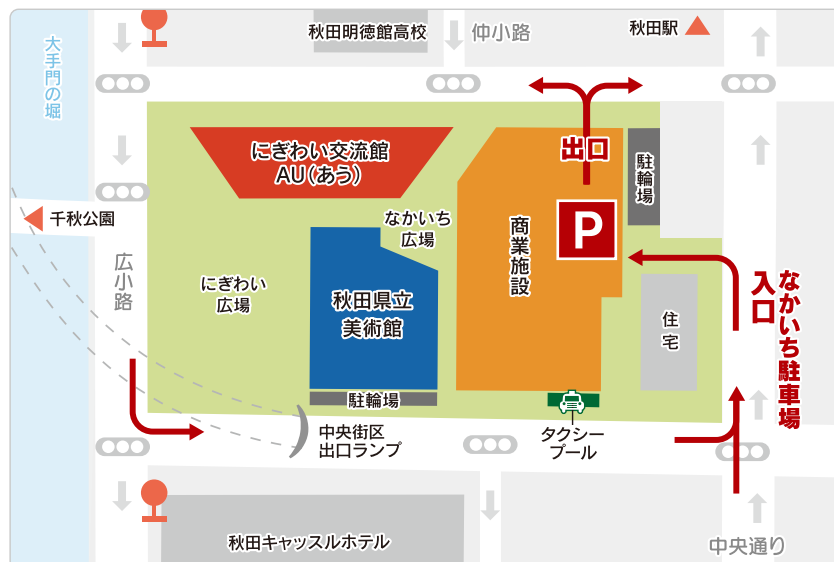 秋田明徳館高校
仲小路
秋田駅
大手門の堀
にぎわい交流館
AU(あう)
出口
駐輪場
千秋公園
なかいち
広場
商業施設
P
広小路
にぎわい
広場
秋田県立
美術館
住宅
なかいち駐車場
入口
駐輪場
中央街区
出口ランプ
タクシー
プール
秋田キャッスルホテル
中央通り